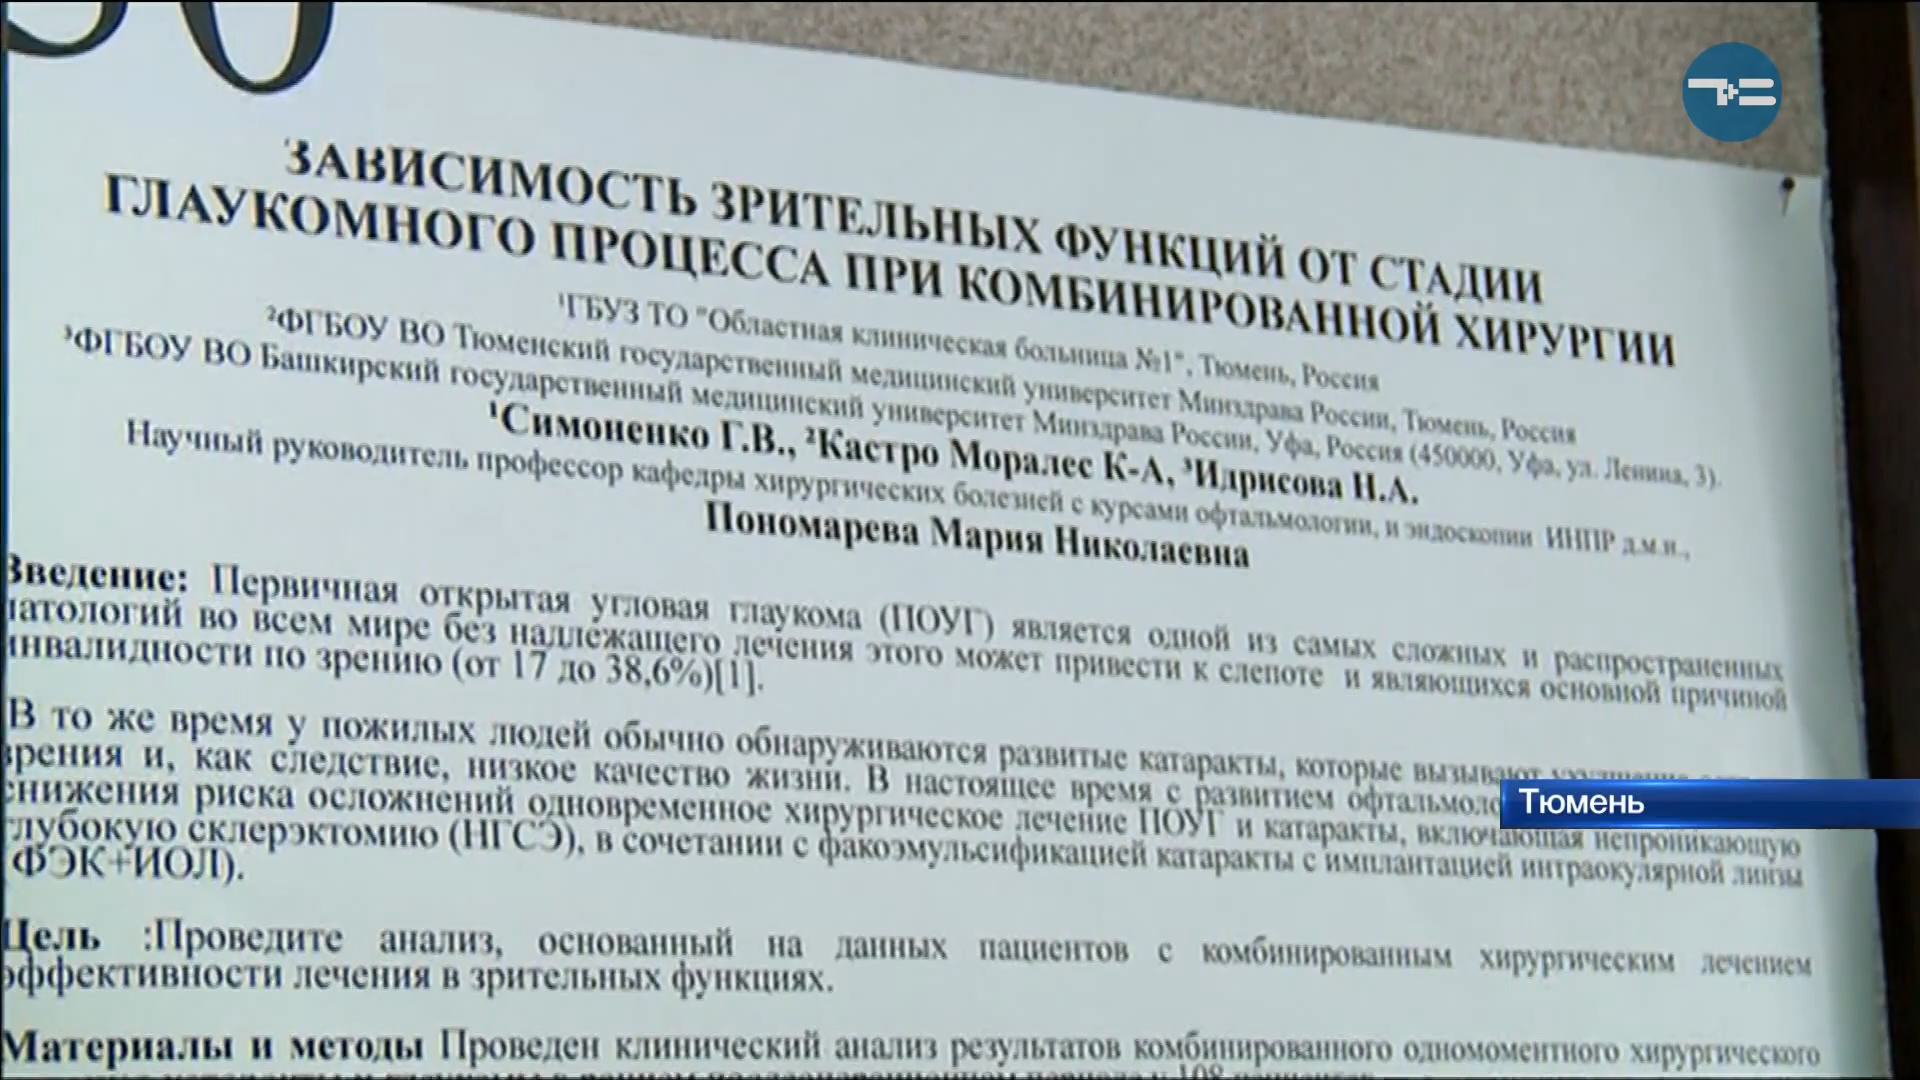 ЗАВИСИМОСТЬ ЗРИТЕЛЬНЫХ ФУНКЦИЙ ОТ СТАДИИ
ГЛАУКОМНОГО ПРОЦЕССА ПРИ КОМБИНИРОВАННОЙ ХИРУРГИИ
¹ГБУЗ ТО "Областная клиническая больница №1", Тюмень, Россия
²ФГБОУ ВО Тюменский государственный медицинский университет Минздрава России, Тюмень, Россия
³ФГБОУ ВО Башкирский государственный медицинский университет Минздрава России, Уфа, Россия (450000, Уфа, ул. Ленина, 3).
¹Симоненко Г.В., ²Кастро Моралес К-А, ³Идрисова Н.А.
Научный руководитель профессор кафедры хирургических болезней с курсами офтальмологии, и эндоскопии ИНПР д.м.н.,
Пономарева Мария Николаевна
Введение: Первичная открытая угловая глаукома (ПОУГ) является одной из самых сложных и распространенных
патологий во всем мире без надлежащего лечения этого может привести к слепоте и являющихся основной причиной
инвалидности по зрению (от 17 до 38,6%)[1].
В то же время у пожилых людей обычно обнаруживаются развитые катаракты, которые вызывают
зрения и, как следствие, низкое качество жизни. В настоящее время с развитием офтальмоло
снижения риска осложнений одновременное хирургическое лечение ПОУГ и катаракты, включающая непроникающую
глубокую склерэктомию (НГСЭ), в сочетании с факоэмульсификацией катаракты с имплантацией интраокулярной линзы
(ФЭК+ИОЛ).
Тюмень
Цель :Проведите анализ, основанный на данных пациентов с комбинированным хирургическим лечением
эффективности лечения в зрительных функциях.
Материалы и методы Проведен клинический анализ результатов комбинированного одномоментного хирургического